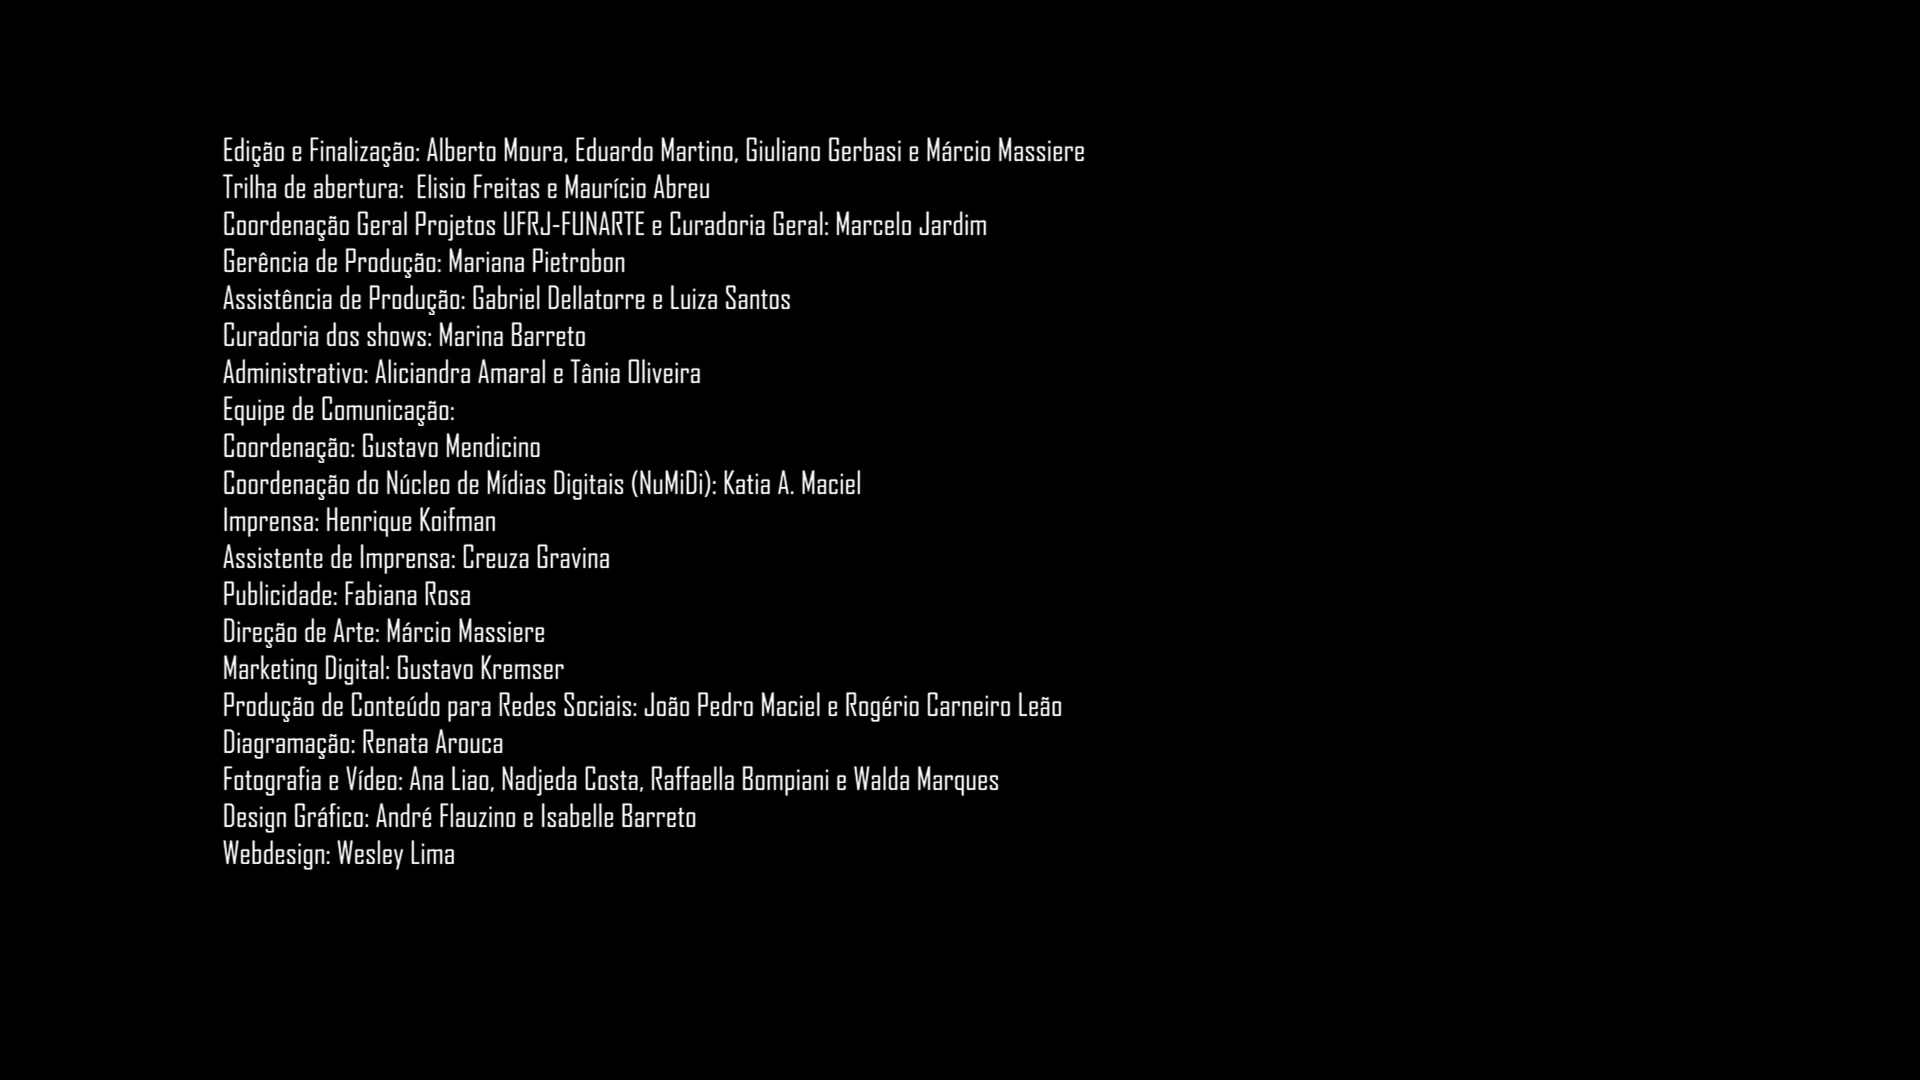 Edição e Finalização: Alberto Moura, Eduardo Martino, Giuliano Gerbasi e Márcio Massiere
Trilha de abertura:  Elisio Freitas e Maurício Abreu
Coordenação Geral Projetos UFRJ-FUNARTE e Curadoria Geral: Marcelo Jardim
Gerência de Produção: Mariana Pietrobon
Assistência de Produção: Gabriel Dellatorre e Luiza Santos
Curadoria dos shows: Marina Barreto
Administrativo: Aliciandra Amaral e Tânia Oliveira
Equipe de Comunicação:
Coordenação: Gustavo Mendicino
Coordenação do Núcleo de Mídias Digitais (NuMiDi): Katia A. Maciel
Imprensa: Henrique Koifman
Assistente de Imprensa: Creuza Gravina
Publicidade: Fabiana Rosa
Direção de Arte: Márcio Massiere
Marketing Digital: Gustavo Kremser
Produção de Conteúdo para Redes Sociais: João Pedro Maciel e Rogério Carneiro Leão
Diagramação: Renata Arouca
Fotografia e Vídeo: Ana Liao, Nadjeda Costa, Raffaella Bompiani e Walda Marques
Design Gráfico: André Flauzino e Isabelle Barreto
Webdesign: Wesley Lima